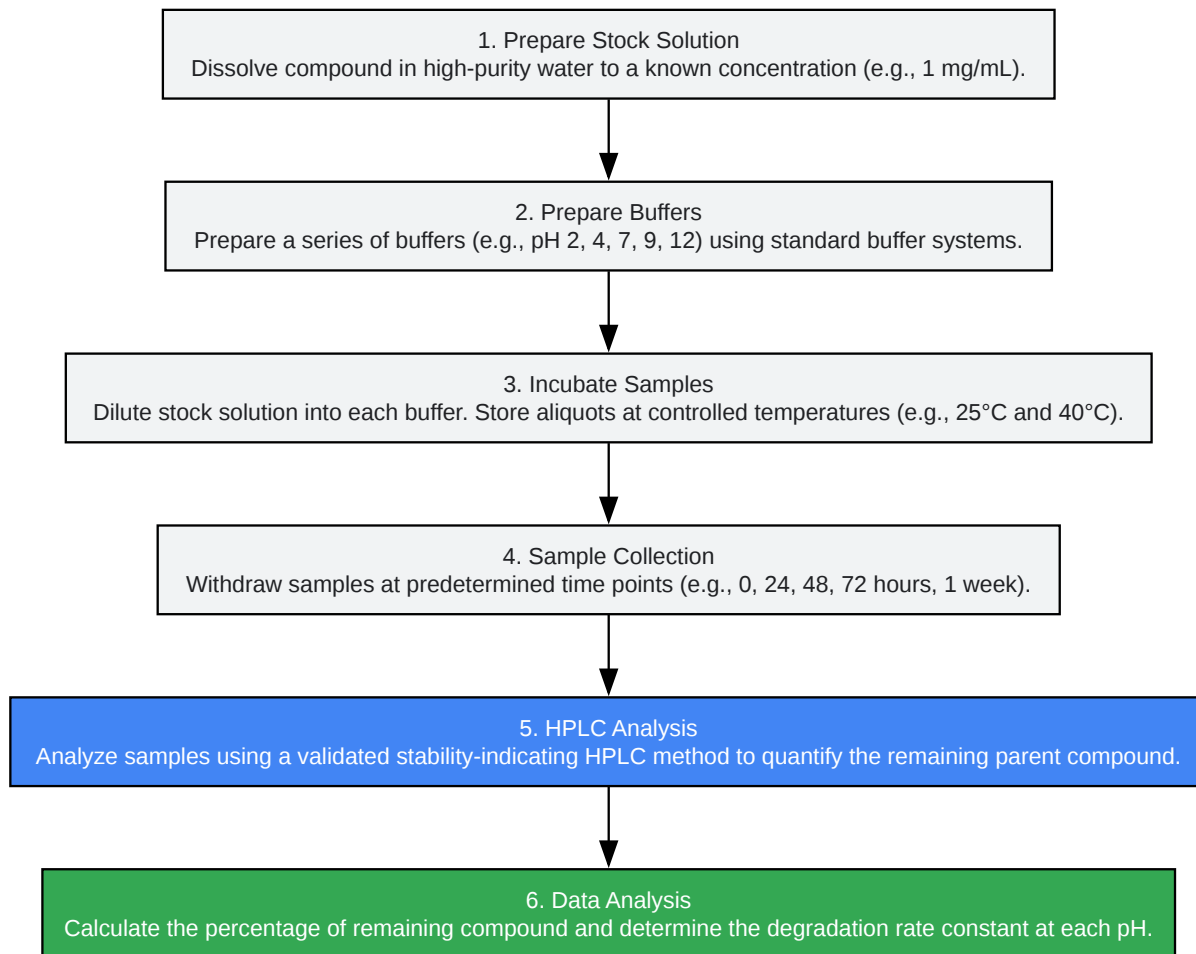 1. Prepare Stock Solution
Dissolve compound in high-purity water to a known concentration (e.g., 1 mg/mL).
2. Prepare Buffers
Prepare a series of buffers (e.g., pH 2, 4, 7, 9, 12) using standard buffer systems.
3. Incubate Samples
Dilute stock solution into each buffer. Store aliquots at controlled temperatures (e.g., 25°C and 40°C).
4. Sample Collection
Withdraw samples at predetermined time points (e.g., 0, 24, 48, 72 hours, 1 week).
5. HPLC Analysis
Analyze samples using a validated stability-indicating HPLC method to quantify the remaining parent compound.
6. Data Analysis
Calculate the percentage of remaining compound and determine the degradation rate constant at each pH.